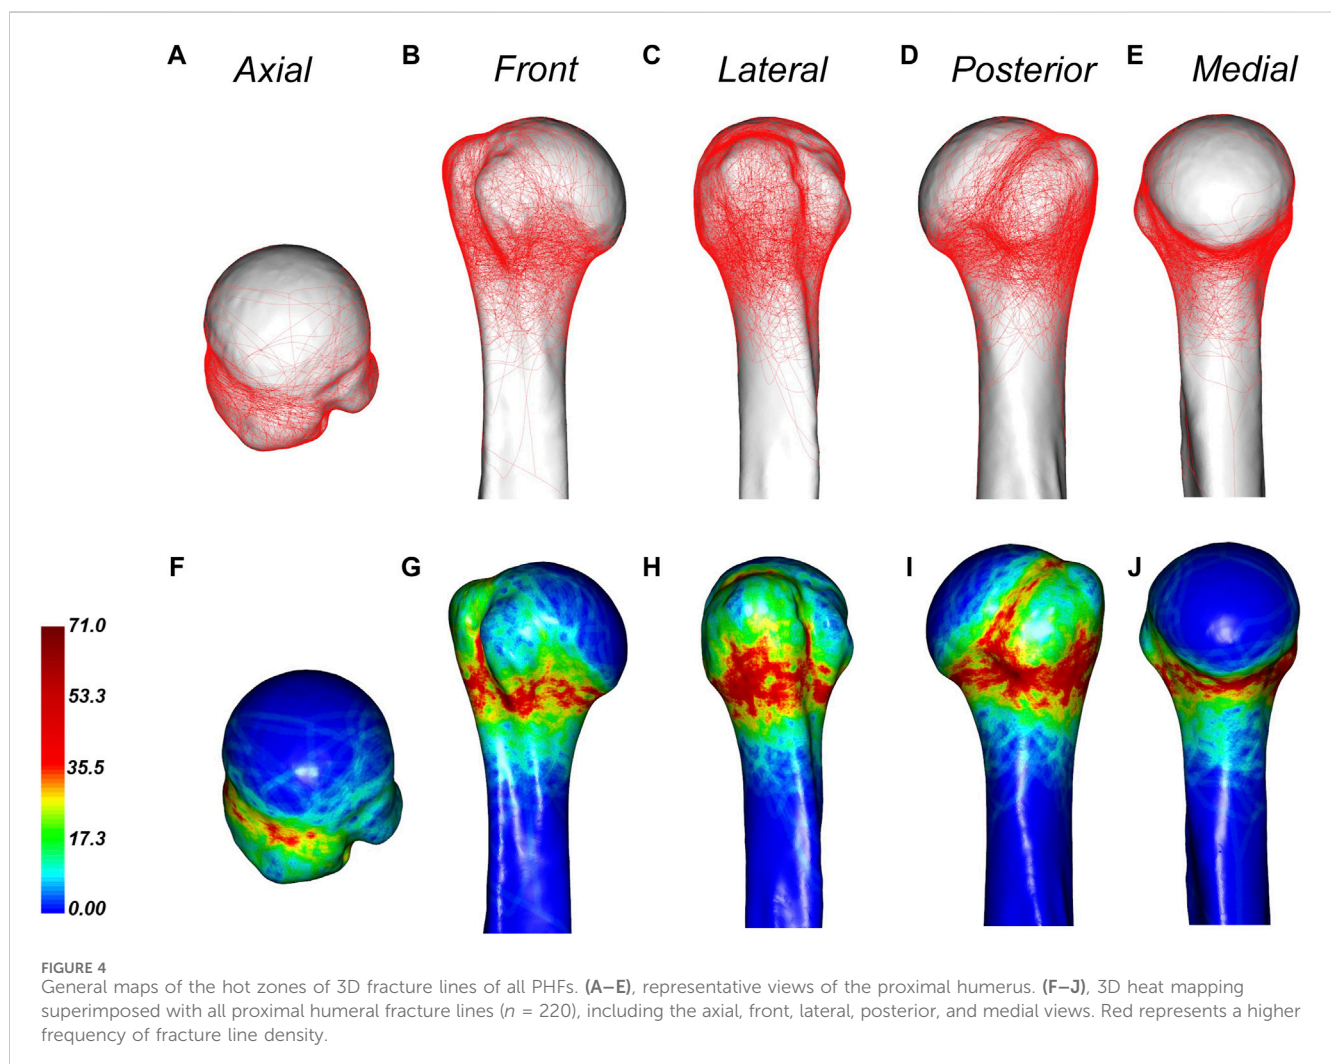 A Axial B Front C Lateral D Posterior E Medial
F G H I J
71.0
53.3
35.5
17.3
0.00
FIGURE 4
General maps of the hot zones of 3D fracture lines of all PHFs. (A–E), representative views of the proximal humerus. (F–J), 3D heat mapping
superimposed with all proximal humeral fracture lines (n = 220), including the axial, front, lateral, posterior, and medial views. Red represents a higher
frequency of fracture line density.